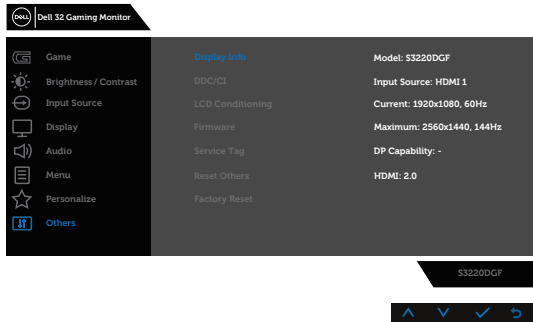 DELL Dell 32 Gaming Monitor
Game
Brightness / Contrast
Input Source
Display
Audio
Menu
Personalize
Others
Display Info
DDC/CI
LCD Conditioning
Firmware
Service Tag
Reset Others
Factory Reset
Model: S3220DGF
Input Source: HDMI 1
Current: 1920x1080, 60Hz
Maximum: 2560x1440, 144Hz
DP Capability: -
HDMI: 2.0
S3220DGF